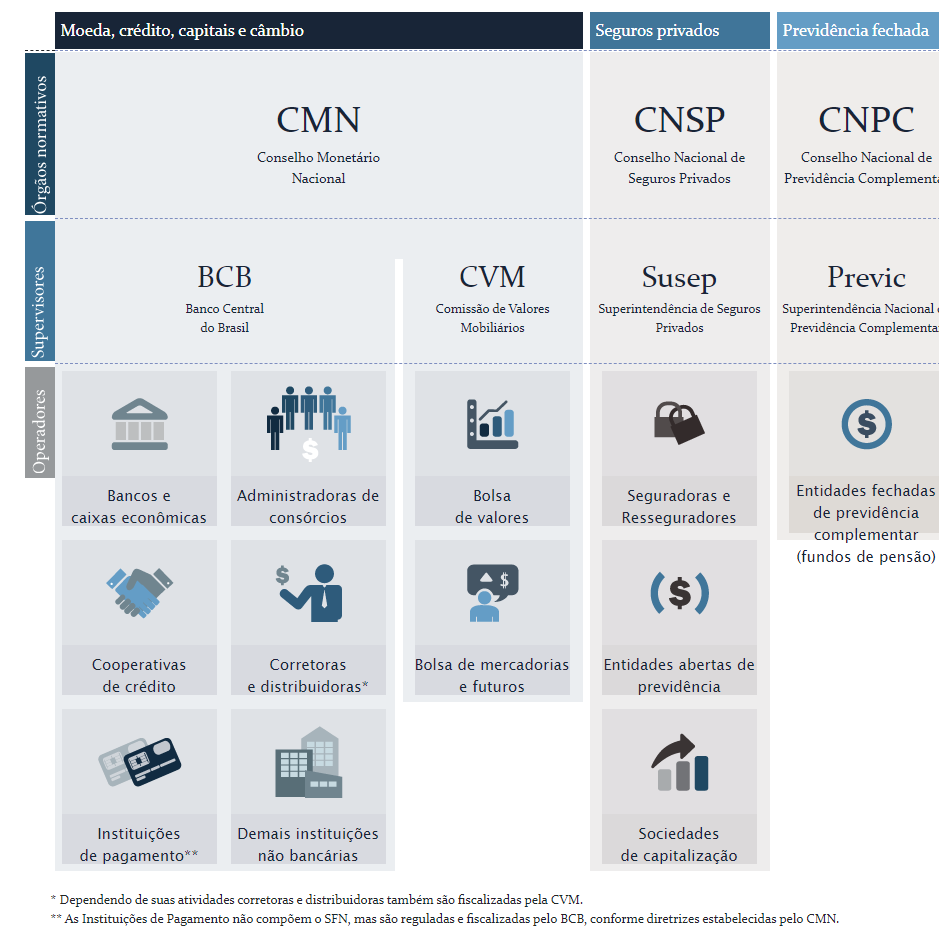 Moeda, crédito, capitais e câmbio
Seguros privados
Previdência fechada
Órgãos normativos
CMN
Conselho Monetário
Nacional
CNSP
Conselho Nacional de
Seguros Privados
CNPC
Conselho Nacional de
Previdência Complementa
Supervisores
BCB
Banco Central
do Brasil
CVM
Comissão de Valores
Mobiliários
Susep
Superintendência de Seguros
Privados
Previc
Superintendência Nacional
Previdência Complementa
Operadores
Bancos e
caixas econômicas
Administradoras de
consórcios
$
Bolsa
de valores
Seguradoras e
Resseguradores
$
Entidades fechadas
de previdência
complementar
(fundos de pensão)
Cooperativas
de crédito
$
Corretoras
e distribuidoras*
$
Bolsa de mercadorias
e futuros
$
Entidades abertas de
previdência
Instituições
de pagamento**
Demais instituições
não bancárias
Sociedades
de capitalização
* Dependendo de suas atividades corretoras e distribuidoras também são fiscalizadas pela CVM.
** As Instituições de Pagamento não compõem o SFN, mas são reguladas e fiscalizadas pelo BCB, conforme diretrizes estabelecidas pelo CMN.